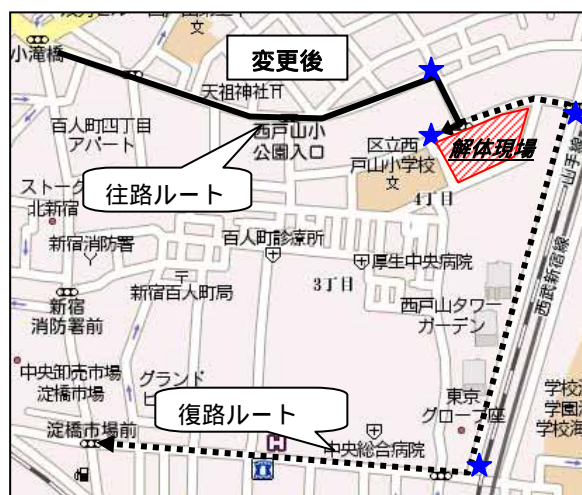 小滝橋
変更後
天祖神社
百人町四丁目
アパート
西戸山小
公園入口
区立西
戸山小学校
文
解体現場
往路ルート
4丁目
山手線
西武新宿線
ストーク
北新宿
新宿消防署
百人町診療所
厚生中央病院
新宿百人町局
3丁目
西戸山タワー
ガーデン
新宿
消防署前
中央卸売市場
淀橋市場
グランド
東京
グローブ座
復路ルート
淀橋市場前
中央総合病院
学校海